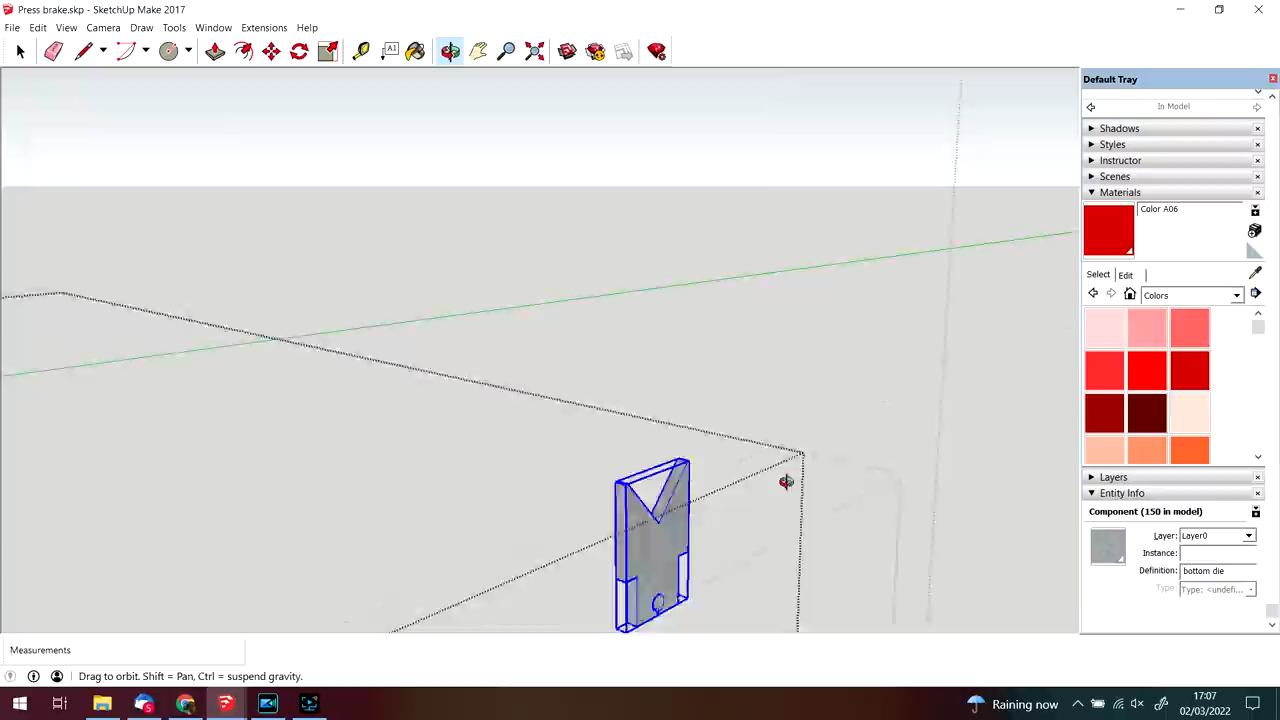 Press brake.skp - SketchUp Make 2017
File Edit View Camera Draw Tools Window Extensions Help
A1
Default Tray
In Model
Shadows
Styles
Instructor
Scenes
Materials
Color A06
Select Edit
Colors
Layers
Entity Info
Component (150 in model)
Layer: Layer0
Instance:
Definition: bottom die
Type: Type: <undefi...
Measurements
Drag to orbit. Shift = Pan, Ctrl = suspend gravity.
Raining now
17:07
02/03/2022